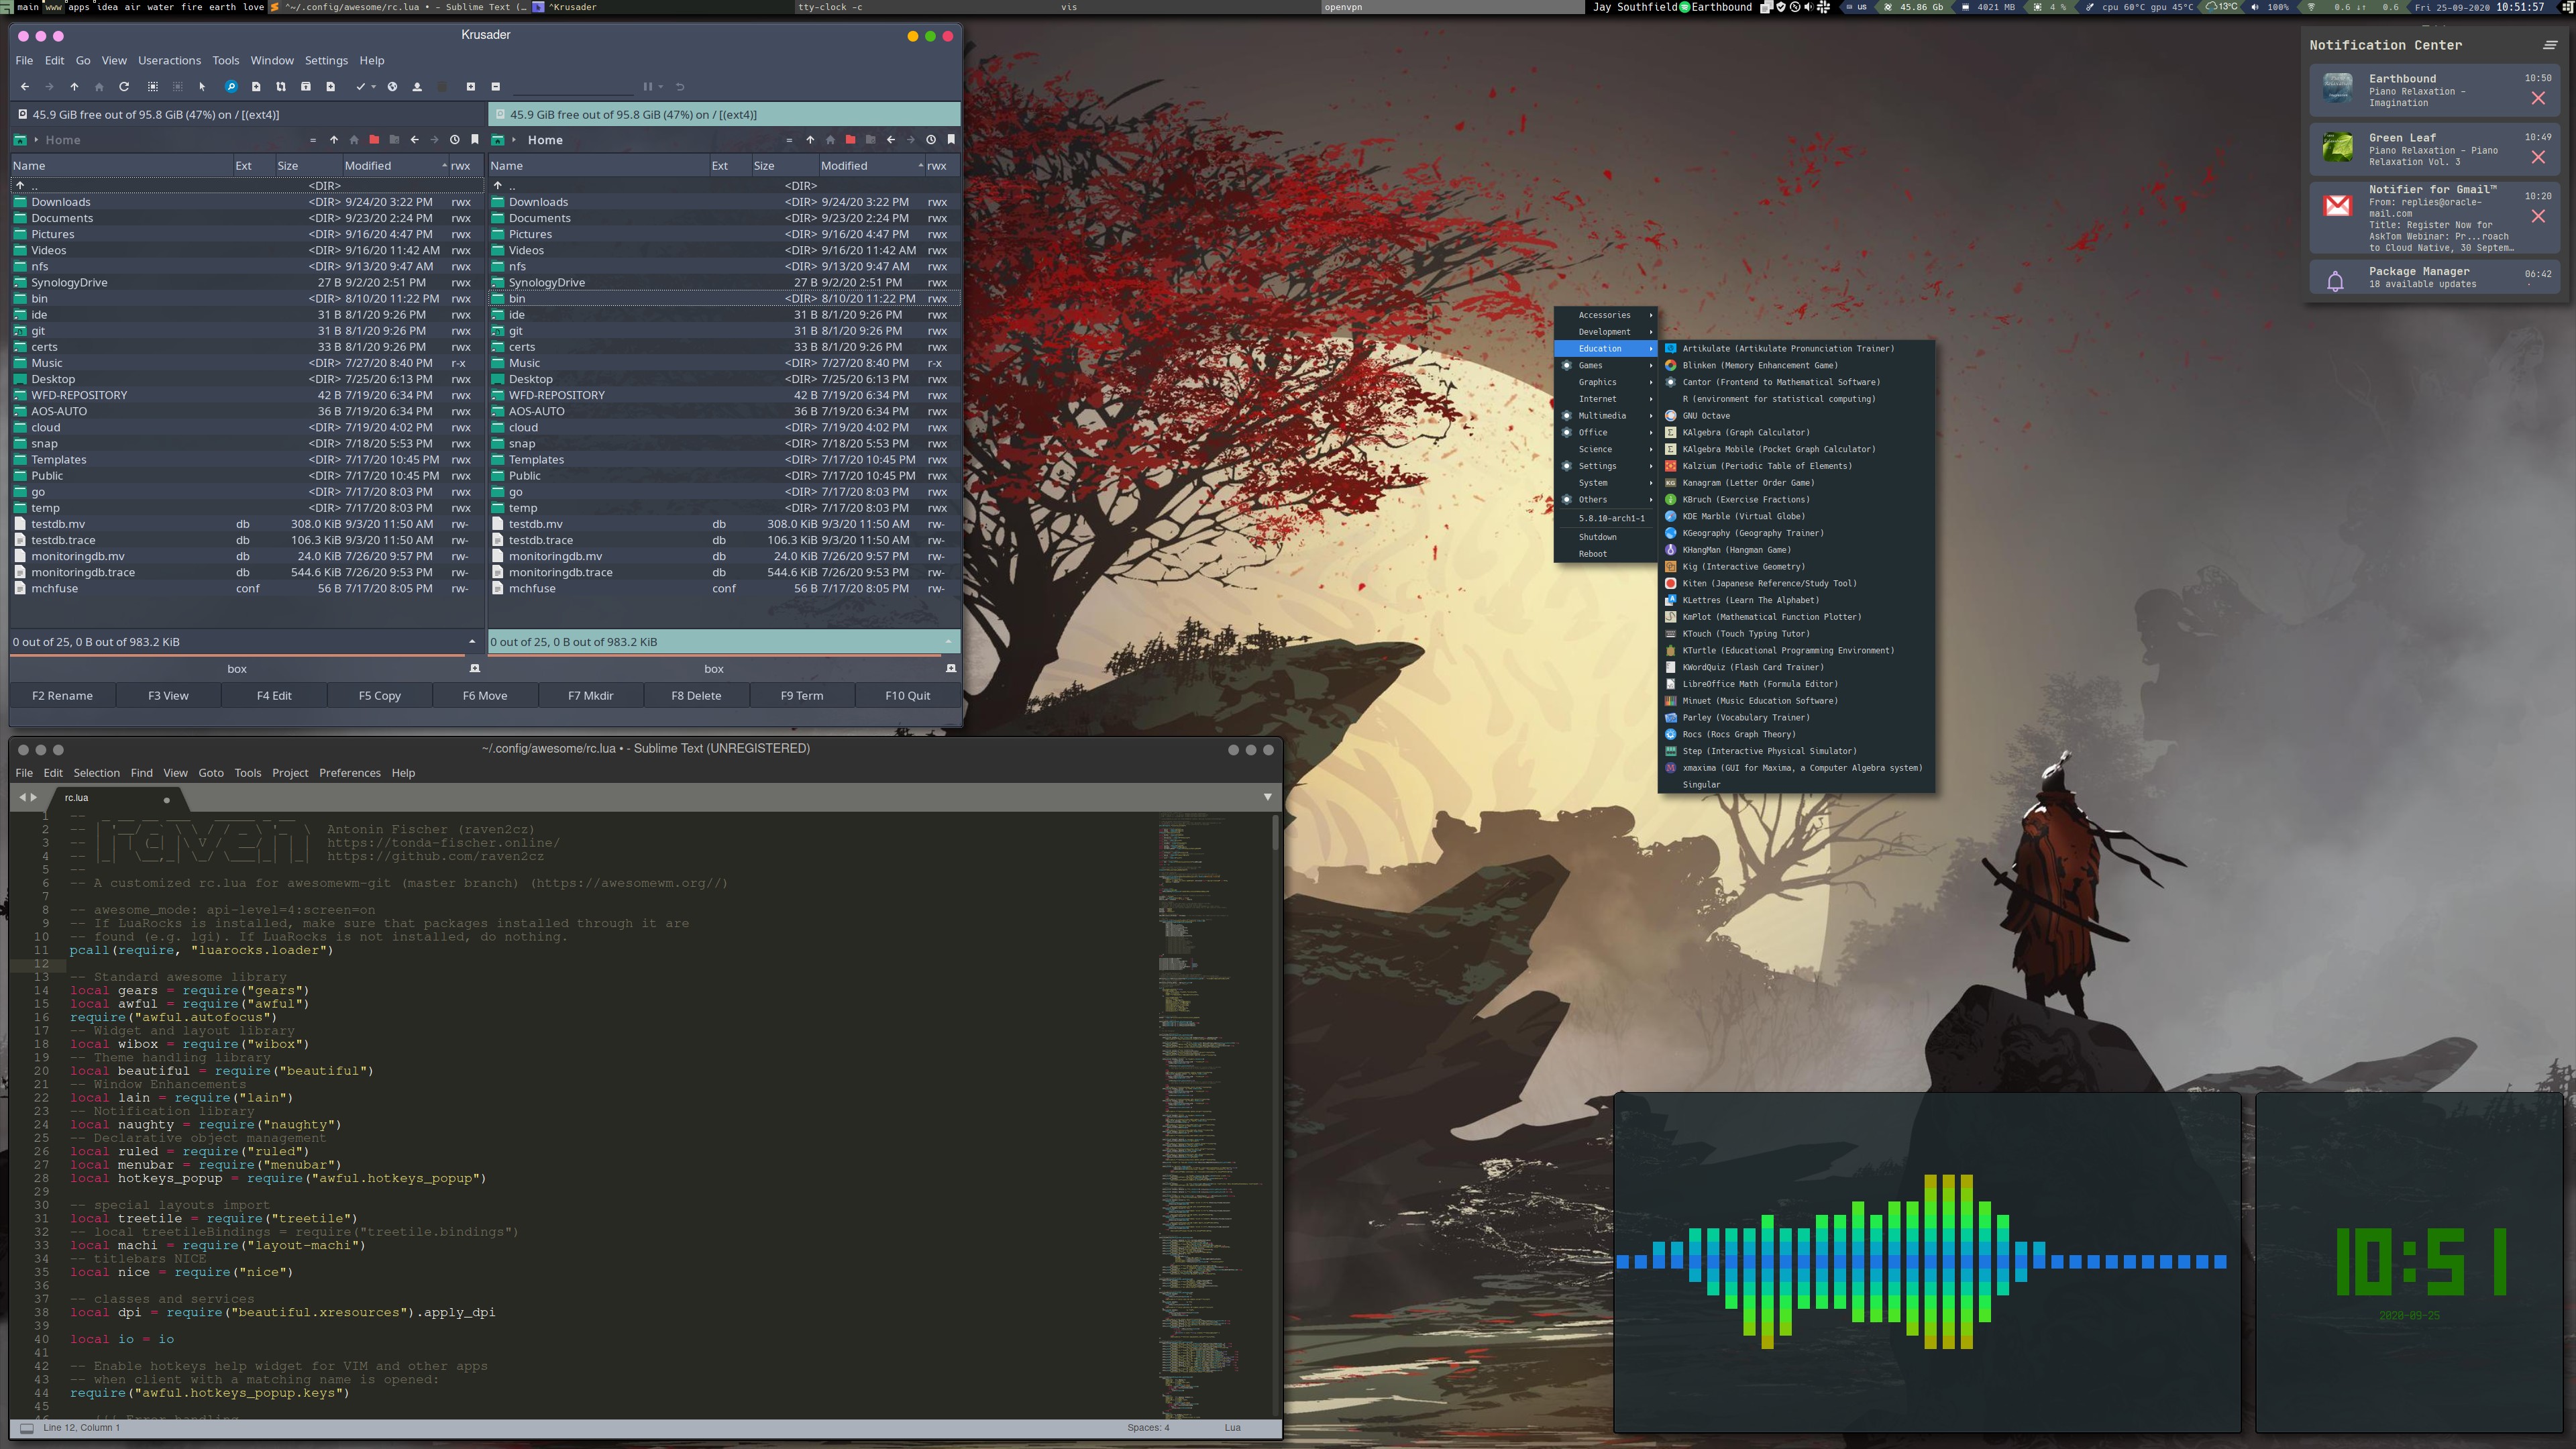 main www apps idea air water fire earth love ^~/.config/awesome/rc.lua • - Sublime Text (... ^Krusader tty-clock -c vis openvpn Jay Southfield Earthbound us 45.86 Gb 4021 MB 4 % cpu 60°C gpu 45°C 13°C 100% 0.6 ↓↑ 0.6 Fri 25-09-2020 10:51:57
Krusader
File Edit Go View Useractions Tools Window Settings Help
45.9 GiB free out of 95.8 GiB (47%) on / [(ext4)] 45.9 GiB free out of 95.8 GiB (47%) on / [(ext4)]
Home = Home =
Name Ext Size Modified rwx Name Ext Size Modified rwx
.. <DIR> .. <DIR>
Downloads <DIR> 9/24/20 3:22 PM rwx Downloads <DIR> 9/24/20 3:22 PM rwx
Documents <DIR> 9/23/20 2:24 PM rwx Documents <DIR> 9/23/20 2:24 PM rwx
Pictures <DIR> 9/16/20 4:47 PM rwx Pictures <DIR> 9/16/20 4:47 PM rwx
Videos <DIR> 9/16/20 11:42 AM rwx Videos <DIR> 9/16/20 11:42 AM rwx
nfs <DIR> 9/13/20 9:47 AM rwx nfs <DIR> 9/13/20 9:47 AM rwx
SynologyDrive 27 B 9/2/20 2:51 PM rwx SynologyDrive 27 B 9/2/20 2:51 PM rwx
bin <DIR> 8/10/20 11:22 PM rwx bin <DIR> 8/10/20 11:22 PM rwx
ide 31 B 8/1/20 9:26 PM rwx ide 31 B 8/1/20 9:26 PM rwx
git 31 B 8/1/20 9:26 PM rwx git 31 B 8/1/20 9:26 PM rwx
certs 33 B 8/1/20 9:26 PM rwx certs 33 B 8/1/20 9:26 PM rwx
Music <DIR> 7/27/20 8:40 PM r-x Music <DIR> 7/27/20 8:40 PM r-x
Desktop <DIR> 7/25/20 6:13 PM rwx Desktop <DIR> 7/25/20 6:13 PM rwx
WFD-REPOSITORY 42 B 7/19/20 6:34 PM rwx WFD-REPOSITORY 42 B 7/19/20 6:34 PM rwx
AOS-AUTO 36 B 7/19/20 6:34 PM rwx AOS-AUTO 36 B 7/19/20 6:34 PM rwx
cloud <DIR> 7/19/20 4:02 PM rwx cloud <DIR> 7/19/20 4:02 PM rwx
snap <DIR> 7/18/20 5:53 PM rwx snap <DIR> 7/18/20 5:53 PM rwx
Templates <DIR> 7/17/20 10:45 PM rwx Templates <DIR> 7/17/20 10:45 PM rwx
Public <DIR> 7/17/20 10:45 PM rwx Public <DIR> 7/17/20 10:45 PM rwx
go <DIR> 7/17/20 8:03 PM rwx go <DIR> 7/17/20 8:03 PM rwx
temp <DIR> 7/17/20 8:03 PM rwx temp <DIR> 7/17/20 8:03 PM rwx
testdb.mv db 308.0 KiB 9/3/20 11:50 AM rw- testdb.mv db 308.0 KiB 9/3/20 11:50 AM rw-
testdb.trace db 106.3 KiB 9/3/20 11:50 AM rw- testdb.trace db 106.3 KiB 9/3/20 11:50 AM rw-
monitoringdb.mv db 24.0 KiB 7/26/20 9:57 PM rw- monitoringdb.mv db 24.0 KiB 7/26/20 9:57 PM rw-
monitoringdb.trace db 544.6 KiB 7/26/20 9:53 PM rw- monitoringdb.trace db 544.6 KiB 7/26/20 9:53 PM rw-
mchfuse conf 56 B 7/17/20 8:05 PM rw- mchfuse conf 56 B 7/17/20 8:05 PM rw-
0 out of 25, 0 B out of 983.2 KiB 0 out of 25, 0 B out of 983.2 KiB
box box
F2 Rename F3 View F4 Edit F5 Copy F6 Move F7 Mkdir F8 Delete F9 Term F10 Quit
~/.config/awesome/rc.lua • - Sublime Text (UNREGISTERED)
File Edit Selection Find View Goto Tools Project Preferences Help
rc.lua
1 --
2 -- Antonin Fischer (raven2cz)
3 -- https://tonda-fischer.online/
4 -- https://github.com/raven2cz
5 --
6 -- A customized rc.lua for awesomewm-git (master branch) (https://awesomewm.org//)
7
8 -- awesome_mode: api-level=4:screen=on
9 -- If LuaRocks is installed, make sure that packages installed through it are
10 -- found (e.g. lgi). If LuaRocks is not installed, do nothing.
11 pcall(require, "luarocks.loader")
12
13 -- Standard awesome library
14 local gears = require("gears")
15 local awful = require("awful")
16 require("awful.autofocus")
17 -- Widget and layout library
18 local wibox = require("wibox")
19 -- Theme handling library
20 local beautiful = require("beautiful")
21 -- Window Enhancements
22 local lain = require("lain")
23 -- Notification library
24 local naughty = require("naughty")
25 -- Declarative object management
26 local ruled = require("ruled")
27 local menubar = require("menubar")
28 local hotkeys_popup = require("awful.hotkeys_popup")
29
30 -- special layouts import
31 local treetile = require("treetile")
32 -- local treetileBindings = require("treetile.bindings")
33 local machi = require("layout-machi")
34 -- titlebars NICE
35 local nice = require("nice")
36
37 -- classes and services
38 local dpi = require("beautiful.xresources").apply_dpi
39
40 local io = io
41
42 -- Enable hotkeys help widget for VIM and other apps
43 -- when client with a matching name is opened:
44 require("awful.hotkeys_popup.keys")
45
Line 12, Column 1 Spaces: 4 Lua
Accessories
Development
Education
Games
Graphics
Internet
Multimedia
Office
Science
Settings
System
Others
5.8.10-arch1-1
Shutdown
Reboot
Artikulate (Artikulate Pronunciation Trainer)
Blinken (Memory Enhancement Game)
Cantor (Frontend to Mathematical Software)
R (environment for statistical computing)
GNU Octave
KAlgebra (Graph Calculator)
KAlgebra Mobile (Pocket Graph Calculator)
Kalzium (Periodic Table of Elements)
Kanagram (Letter Order Game)
KBruch (Exercise Fractions)
KDE Marble (Virtual Globe)
KGeography (Geography Trainer)
KHangMan (Hangman Game)
Kig (Interactive Geometry)
Kiten (Japanese Reference/Study Tool)
KLettres (Learn The Alphabet)
KmPlot (Mathematical Function Plotter)
KTouch (Touch Typing Tutor)
KTurtle (Educational Programming Environment)
KWordQuiz (Flash Card Trainer)
LibreOffice Math (Formula Editor)
Minuet (Music Education Software)
Parley (Vocabulary Trainer)
Rocs (Rocs Graph Theory)
Step (Interactive Physical Simulator)
xmaxima (GUI for Maxima, a Computer Algebra system)
Singular
Notification Center
Earthbound 10:50
Piano Relaxation –
Imagination
Green Leaf 10:49
Piano Relaxation – Piano
Relaxation Vol. 3
Notifier for Gmail™ 10:20
From: replies@oracle-
mail.com
Title: Register Now for
AskTom Webinar: Pr...roach
to Cloud Native, 30 Septem…
Package Manager 06:42
18 available updates
10:51
2020-09-25